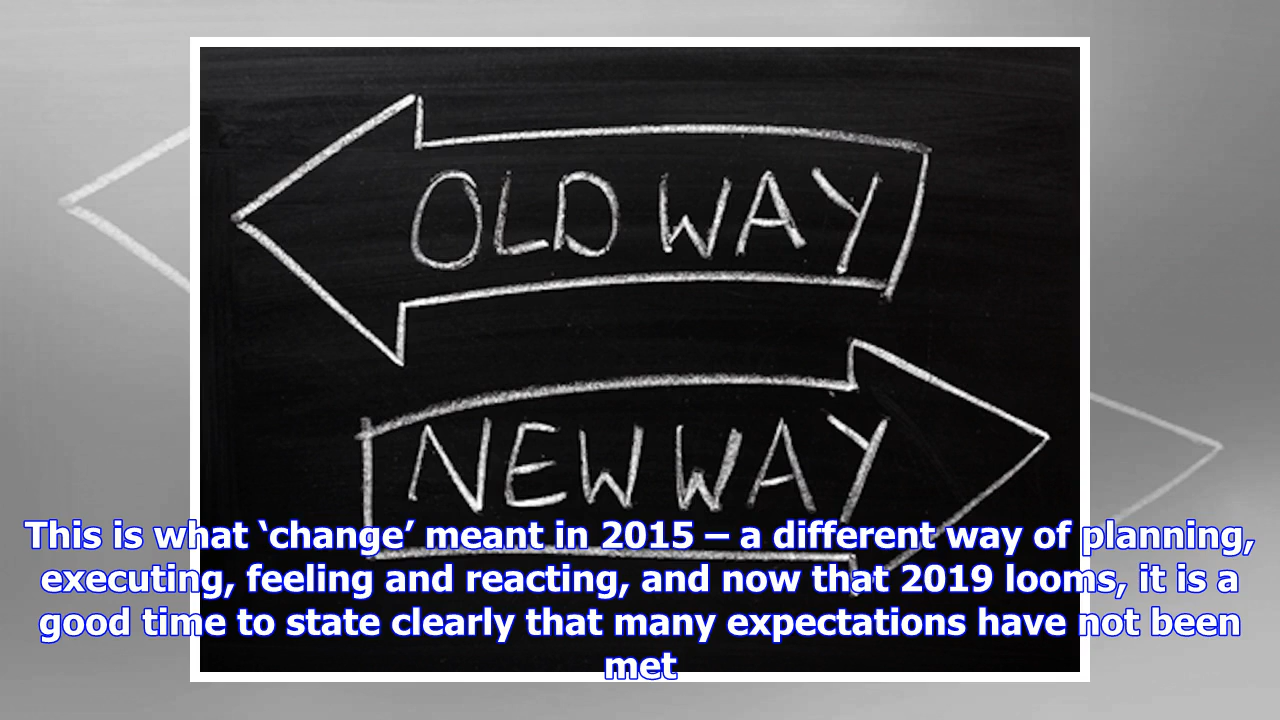 OLD WAY
NEW WAY
This is what ‘change’ meant in 2015 – a different way of planning,
executing, feeling and reacting, and now that 2019 looms, it is a
good time to state clearly that many expectations have not been
met